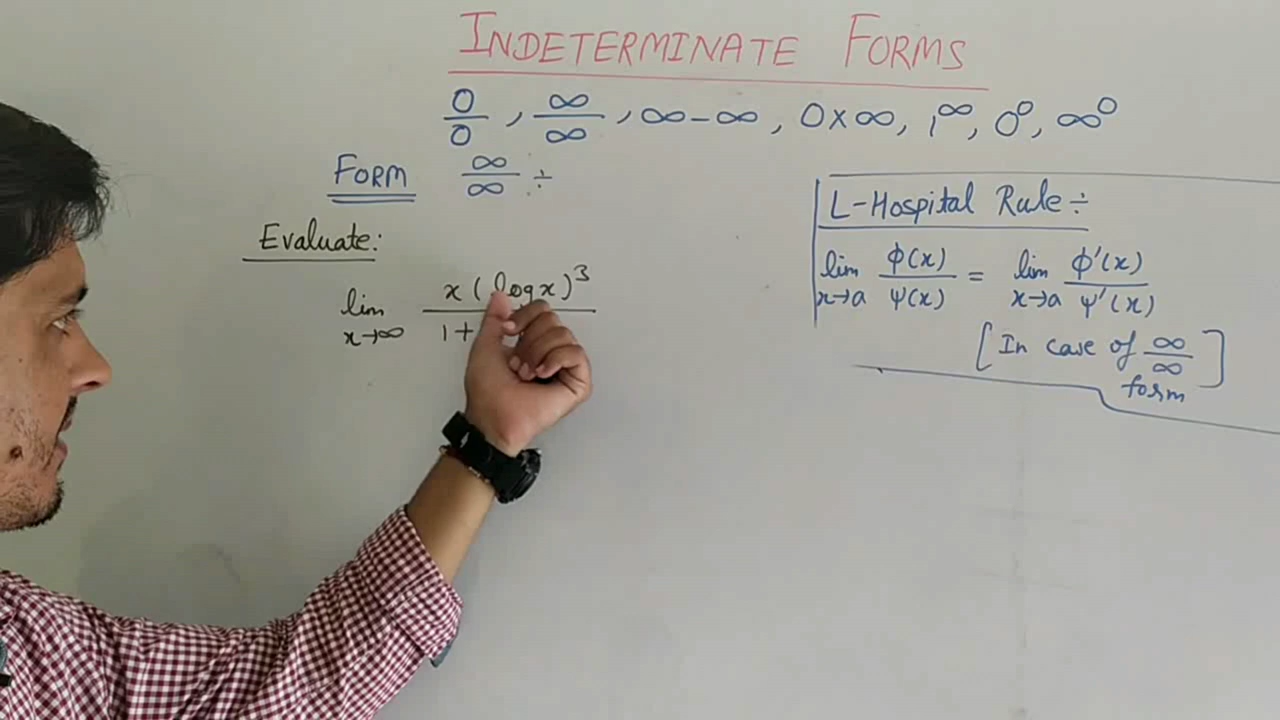 INDETERMINATE FORMS
0/0 , ∞/∞ , ∞-∞ , 0×∞, 1^∞, 0^0, ∞^0
FORM ∞/∞ ÷
Evaluate:
lim x→∞ x(logx)^3 / 1+
L-Hospital Rule ÷
lim x→a φ(x)/ψ(x) = lim x→a φ'(x)/ψ'(x)
[In case of ∞/∞ form]